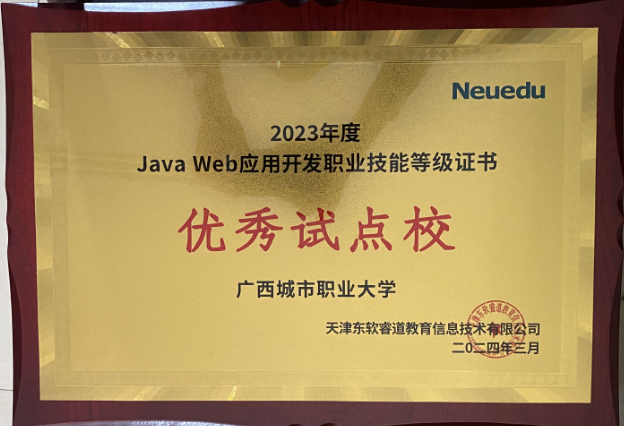 Neuedu
2023年度
Java Web应用开发职业技能等级证书
优秀试点校
广西城市职业大学
天津东软睿道教育信息技术有限公司
二〇二四年三月